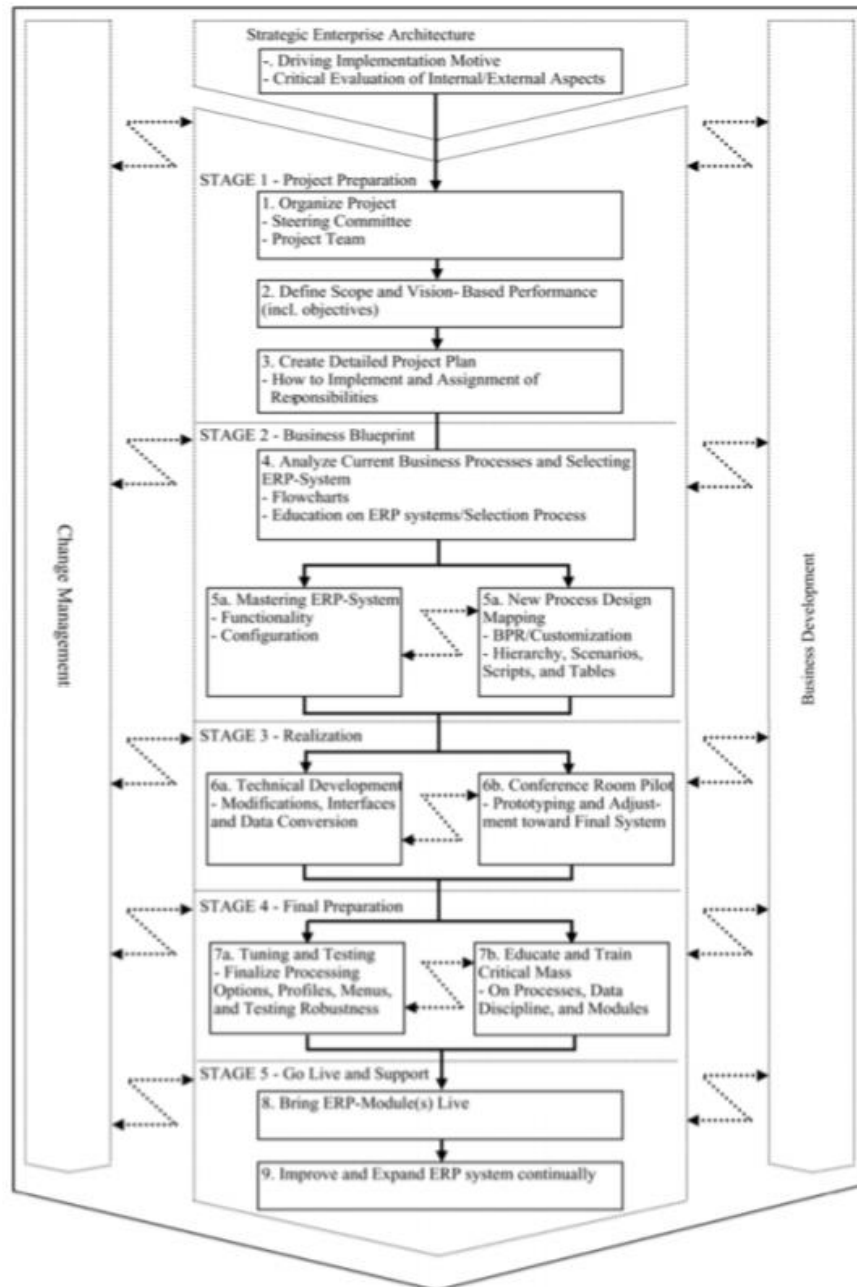 Strategic Enterprise Architecture
-. Driving Implementation Motive
- Critical Evaluation of Internal/External Aspects
STAGE 1 - Project Preparation
1. Organize Project
- Steering Committee
- Project Team
2. Define Scope and Vision-Based Performance
(incl. objectives)
3. Create Detailed Project Plan
- How to Implement and Assignment of
Responsibilities
STAGE 2 - Business Blueprint
4. Analyze Current Business Processes and Selecting
ERP-System
- Flowcharts
- Education on ERP systems/Selection Process
5a. Mastering ERP-System
- Functionality
- Configuration
5a. New Process Design
Mapping
- BPR/Customization
- Hierarchy, Scenarios,
Scripts, and Tables
STAGE 3 - Realization
6a. Technical Development
- Modifications, Interfaces
and Data Conversion
6b. Conference Room Pilot
- Prototyping and Adjust-
ment toward Final System
STAGE 4 - Final Preparation
7a. Tuning and Testing
- Finalize Processing
Options, Profiles, Menus,
and Testing Robustness
7b. Educate and Train
Critical Mass
- On Processes, Data
Discipline, and Modules
STAGE 5 - Go Live and Support
8. Bring ERP-Module(s) Live
9. Improve and Expand ERP system continually
Change Management
Business Development